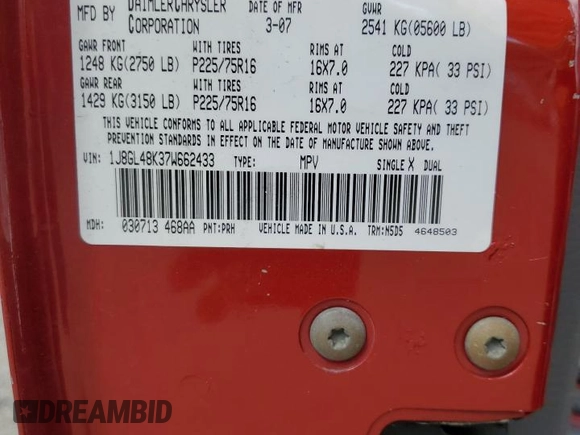 MFD BY DAIMLERCHRYSLER CORPORATION DATE OF MFR 3-07 GVWR 2541 KG(05600 LB)
GAWR FRONT WITH TIRES RIMS AT COLD
1248 KG(2750 LB) P225/75R16 16X7.0 227 KPA( 33 PSI)
GAWR REAR WITH TIRES RIMS AT COLD
1429 KG(3150 LB) P225/75R16 16X7.0 227 KPA( 33 PSI)
THIS VEHICLE CONFORMS TO ALL APPLICABLE FEDERAL MOTOR VEHICLE SAFETY AND THEFT
PREVENTION STANDARDS IN EFFECT ON THE DATE OF MANUFACTURE SHOWN ABOVE.
VIN: 1J8GL48K37W662433 TYPE: MPV SINGLE X DUAL
MDH: 030713 468AA PNT:PRH VEHICLE MADE IN U.S.A. TRM:N5D5 4648503
DREAMBID